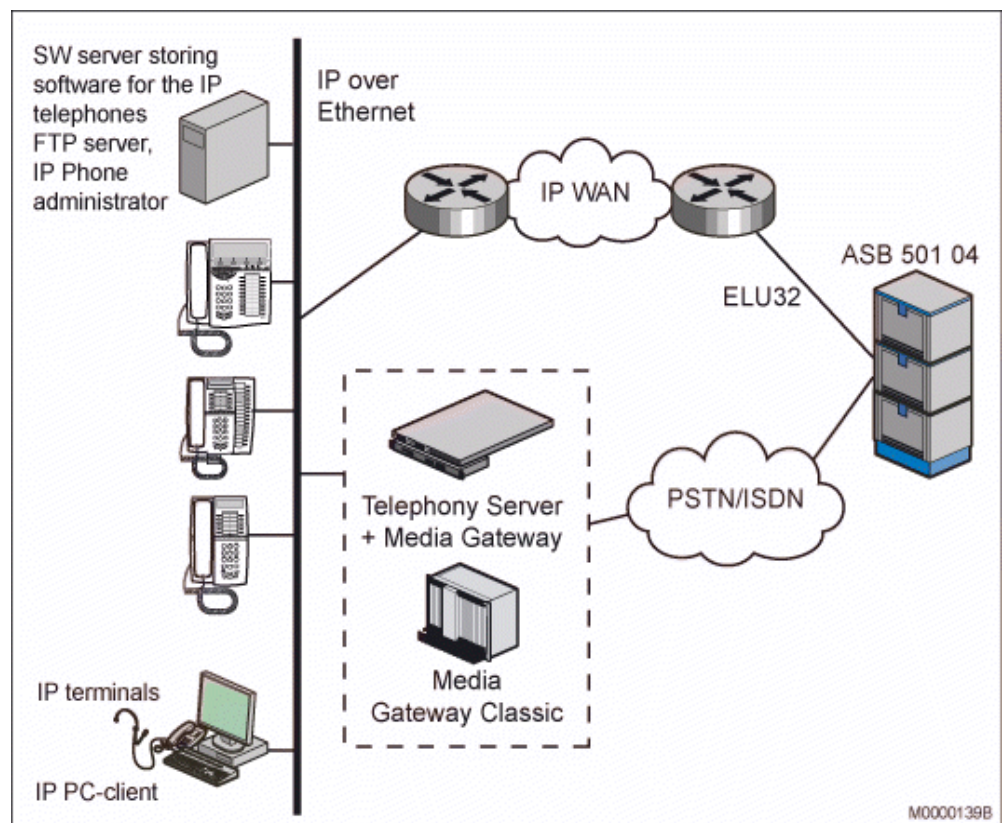 SW server storing
software for the IP
telephones
FTP server,
IP Phone
administrator
IP over
Ethernet
IP WAN
ASB 501 04
ELU32
Telephony Server
+ Media Gateway
PSTN/ISDN
Media
Gateway Classic
IP terminals
IP PC-client
M0000139B